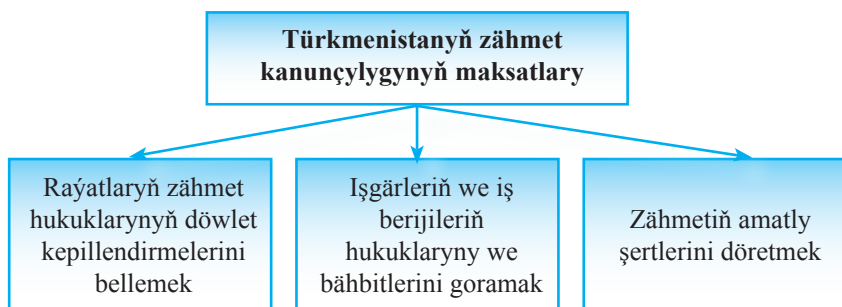 Türkmenistanyň zähmet
kanunçylygynyň maksatlary
Raýatlaryň zähmet
hukuklarynyň döwlet
kepillendirmelerini
bellemek
Işgärleriň we iş
berijileriň
hukuklaryny we
bähbitlerini goramak
Zähmetiň amatly
şertlerini döretmek